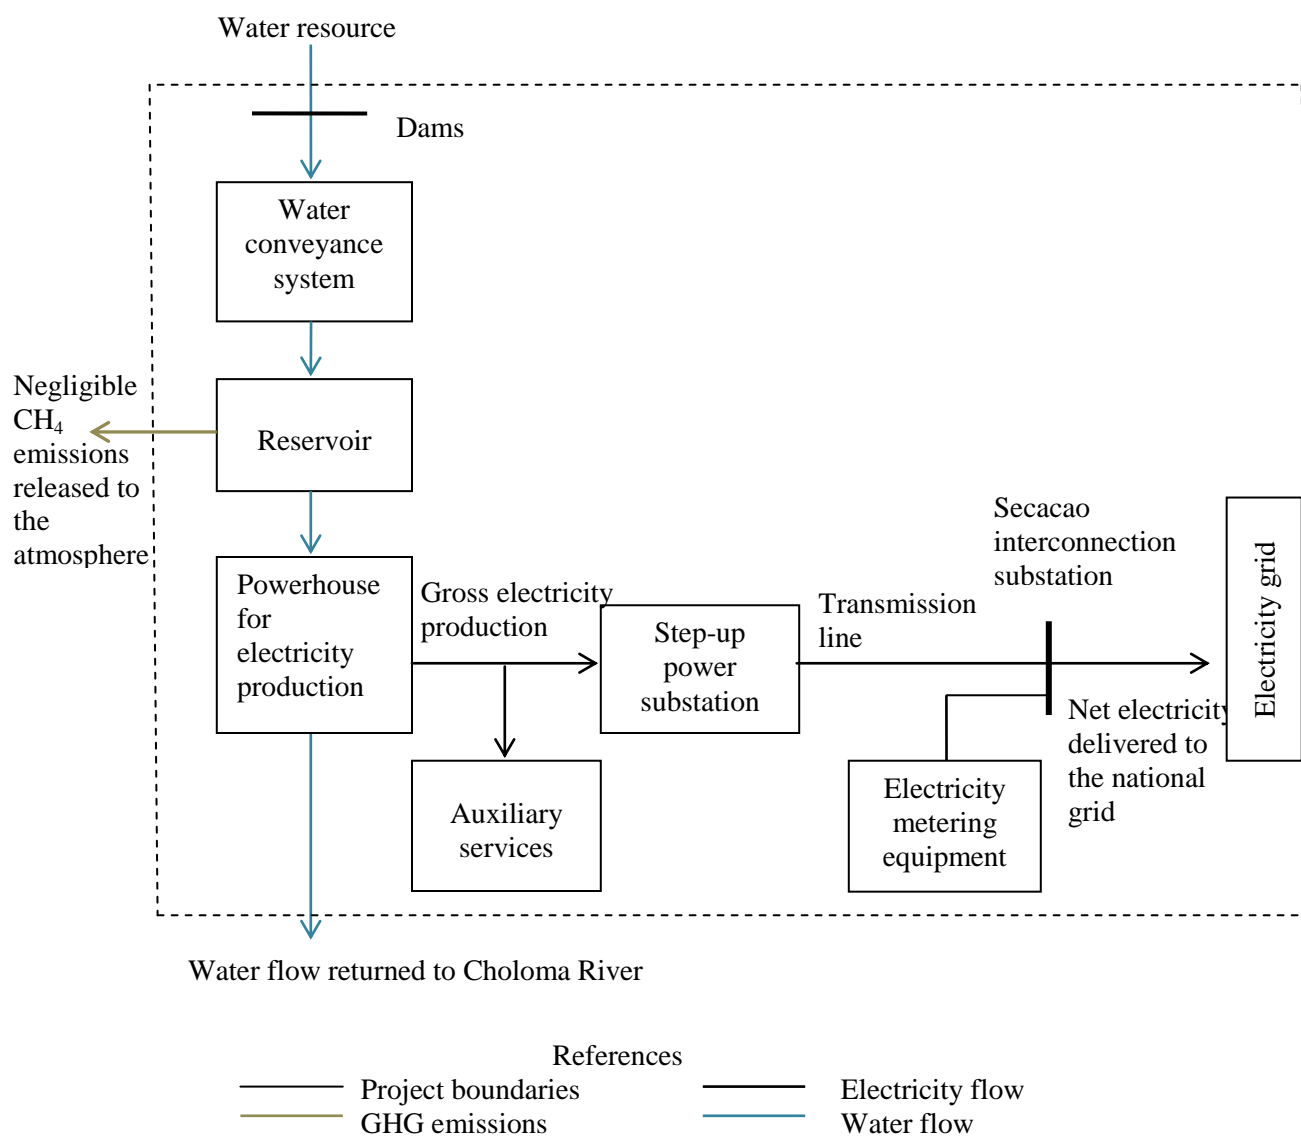 Water resource
Dams
Water
conveyance
system
Negligible
CH₄
emissions
released to
the
atmosphere
Reservoir
Powerhouse
for
electricity
production
Gross electricity
production
Auxiliary
services
Step-up
power
substation
Transmission
line
Secacao
interconnection
substation
Electricity
metering
equipment
Net electricity
delivered to
the national
grid
Electricity grid
Water flow returned to Choloma River
References
Project boundaries
Electricity flow
GHG emissions
Water flow